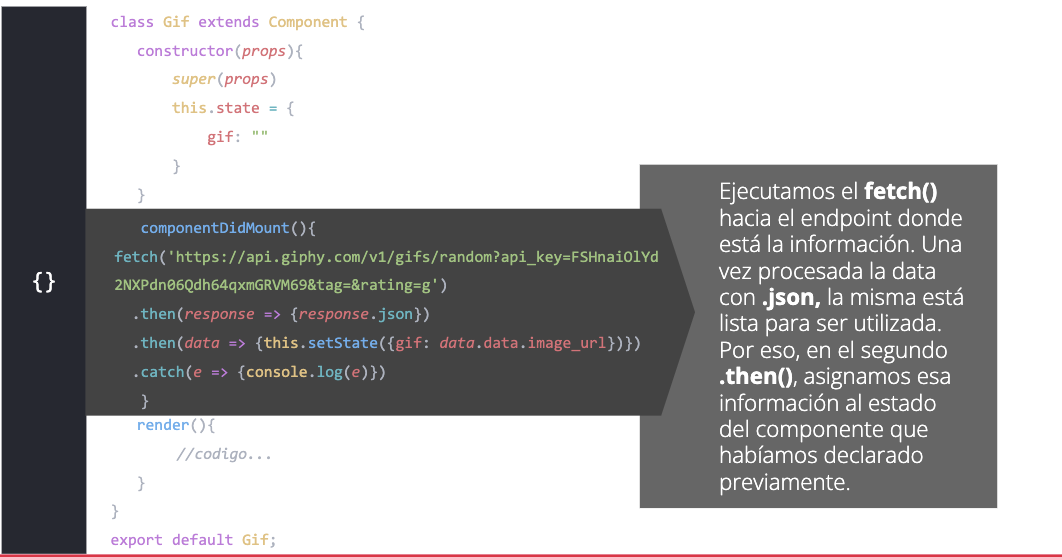 class Gif extends Component {
constructor(props){
super(props)
this.state = {
gif: ""
}
}
componentDidMount(){
fetch('https://api.giphy.com/v1/gifs/random?api_key=FSHnaiOlYd
2NXPdn06Qdh64qxmGRVM69&tag=&rating=g')
.then(response => {response.json})
.then(data => {this.setState({gif: data.data.image_url})})
.catch(e => {console.log(e)})
}
render(){
//codigo...
}
}
export default Gif;
{}
Ejecutamos el fetch()
hacia el endpoint donde
está la información. Una
vez procesada la data
con .json, la misma está
lista para ser utilizada.
Por eso, en el segundo
.then(), asignamos esa
información al estado
del componente que
habíamos declarado
previamente.